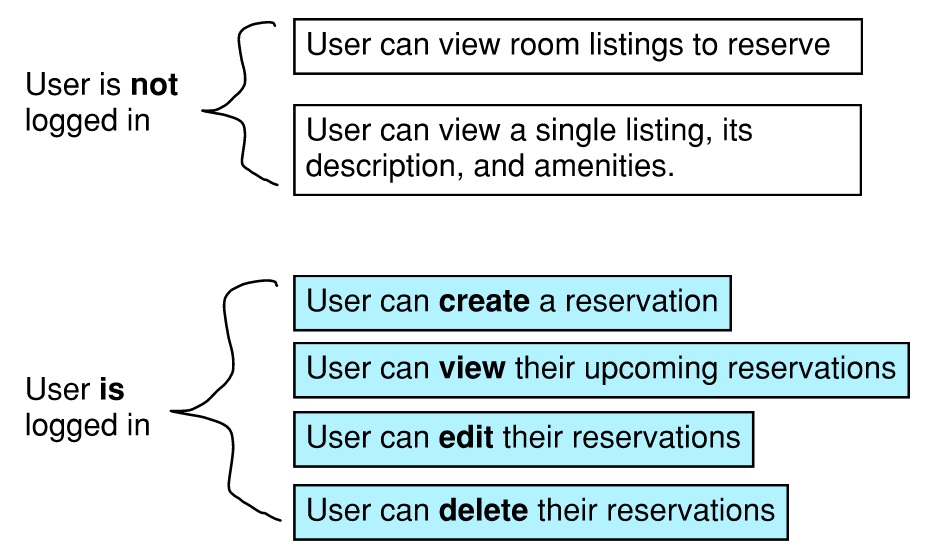 User is not
logged in
User can view room listings to reserve
User can view a single listing, its
description, and amenities.
User is
logged in
User can create a reservation
User can view their upcoming reservations
User can edit their reservations
User can delete their reservations